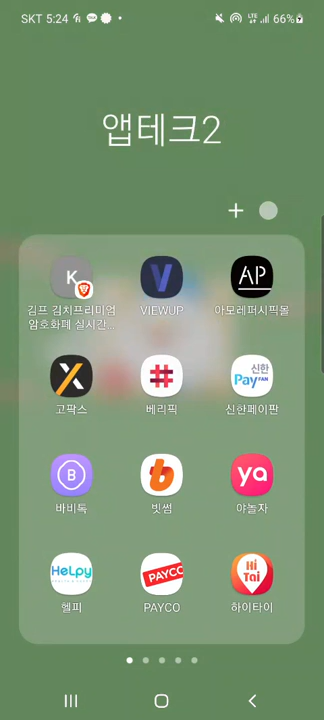 SKT 5:24
LTE
66%
앱테크2
K
김프 김치프리미엄
암호화폐 실시간...
VIEWUP
AP
아모레퍼시픽몰
고팍스
베리픽
신한
Pay FAN
신한페이판
B
바비톡
b
빗썸
ya
야놀자
HeLpy
헬피
PAYCO
PAYCO
Hi
Tai
하이타이